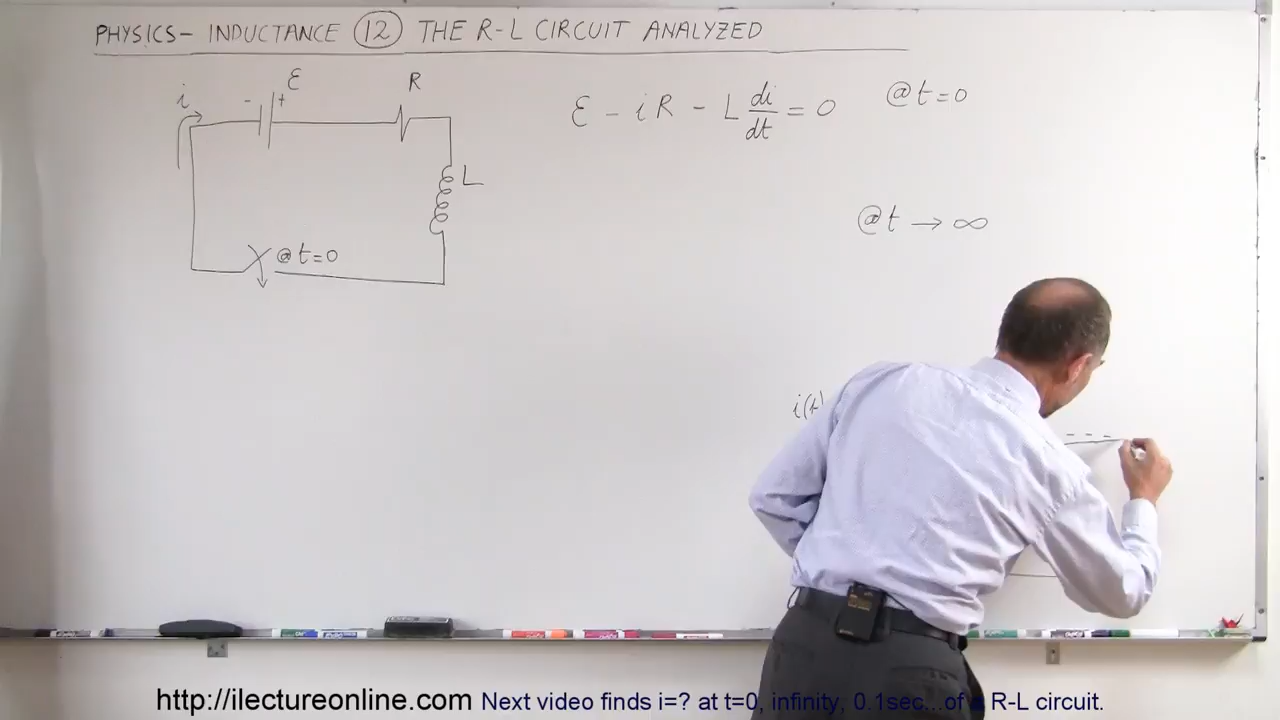 PHYSICS- INDUCTANCE 12 THE R-L CIRCUIT ANALYZED
i - + ℰ R
ℰ - iR - L di/dt = 0 @ t=0
L
@ t → ∞
@ t=0
i(t)
http://ilectureonline.com Next video finds i=? at t=0, infinity, 0.1sec...of a R-L circuit.